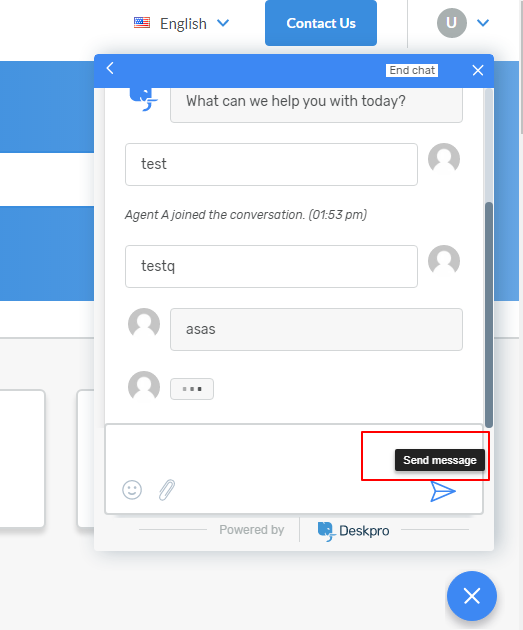 English
Contact Us
U
End chat
What can we help you with today?
test
Agent A joined the conversation. (01:53 pm)
testq
asas
Send message
Powered by
Deskpro